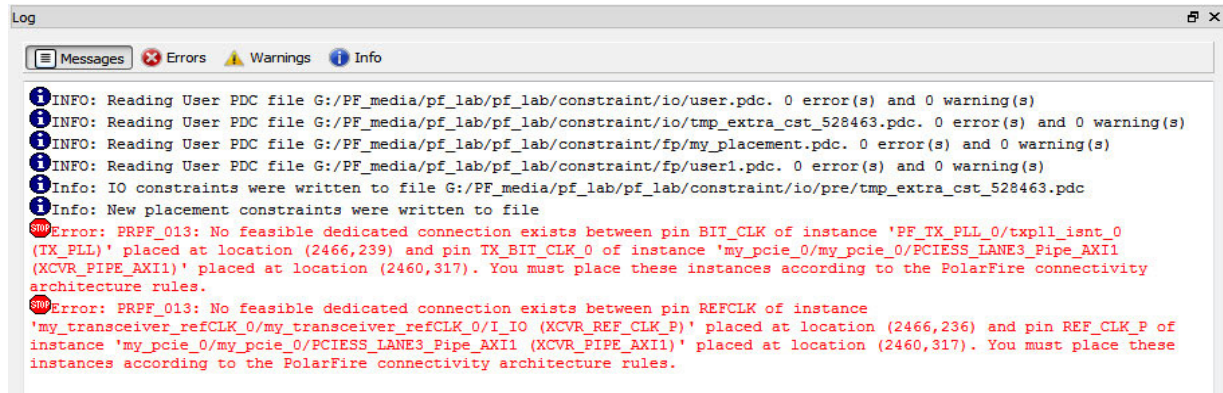 Log
Messages Errors Warnings Info
INFO: Reading User PDC file G:/PF_media/pf_lab/pf_lab/constraint/io/user.pdc. 0 error(s) and 0 warning(s)
INFO: Reading User PDC file G:/PF_media/pf_lab/pf_lab/constraint/io/tmp_extra_cst_528463.pdc. 0 error(s) and 0 warning(s)
INFO: Reading User PDC file G:/PF_media/pf_lab/pf_lab/constraint/fp/my_placement.pdc. 0 error(s) and 0 warning(s)
INFO: Reading User PDC file G:/PF_media/pf_lab/pf_lab/constraint/fp/user1.pdc. 0 error(s) and 0 warning(s)
Info: IO constraints were written to file G:/PF_media/pf_lab/pf_lab/constraint/io/pre/tmp_extra_cst_528463.pdc
Info: New placement constraints were written to file
STOP Error: PRPF_013: No feasible dedicated connection exists between pin BIT_CLK of instance 'PF_TX_PLL_0/txpll_isnt_0
(TX_PLL)' placed at location (2466,239) and pin TX_BIT_CLK_0 of instance 'my_pcie_0/my_pcie_0/PCIESS_LANE3_Pipe_AXI1
(XCVR_PIPE_AXI1)' placed at location (2460,317). You must place these instances according to the PolarFire connectivity
architecture rules.
STOP Error: PRPF_013: No feasible dedicated connection exists between pin REFCLK of instance
'my_transceiver_refCLK_0/my_transceiver_refCLK_0/I_IO (XCVR_REF_CLK_P)' placed at location (2466,236) and pin REF_CLK_P of
instance 'my_pcie_0/my_pcie_0/PCIESS_LANE3_Pipe_AXI1 (XCVR_PIPE_AXI1)' placed at location (2460,317). You must place these
instances according to the PolarFire connectivity architecture rules.